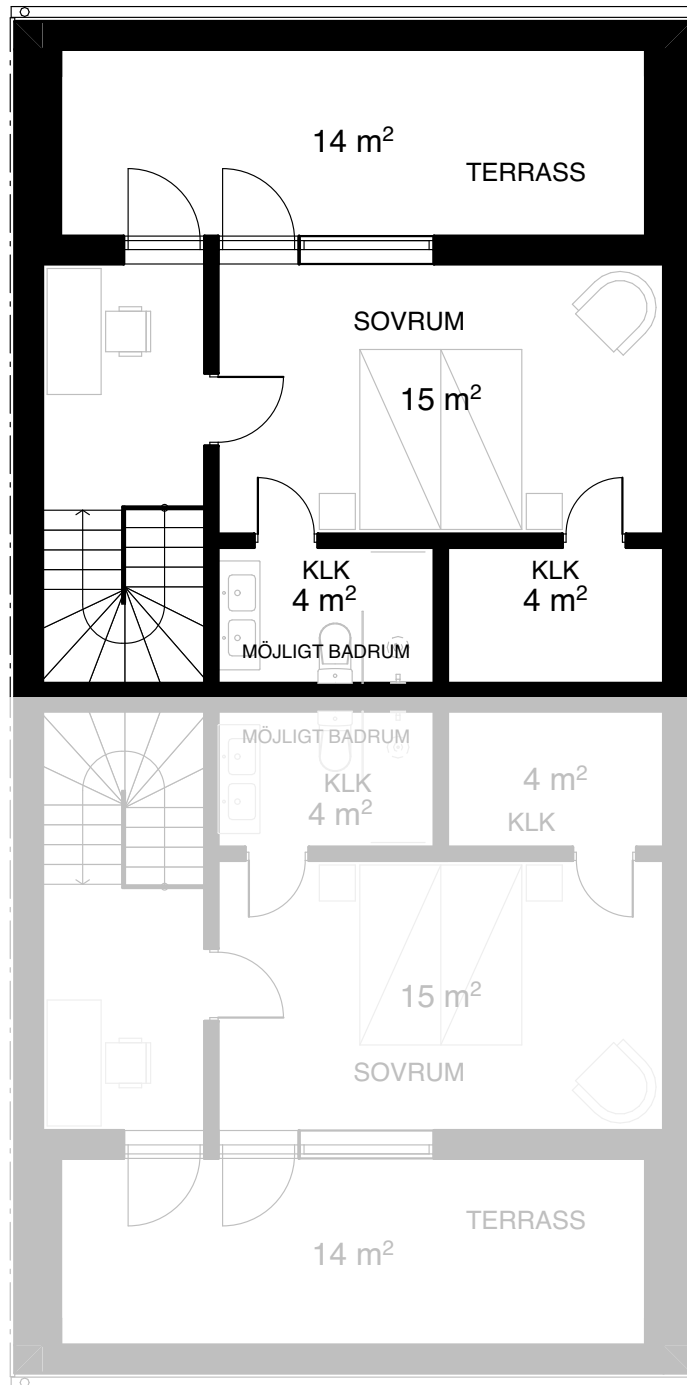 14 m²
TERRASS
SOVRUM
15 m²
KLK
4 m²
KLK
4 m²
MÖJLIGT BADRUM
MÖJLIGT BADRUM
KLK
4 m²
4 m²
KLK
15 m²
SOVRUM
TERRASS
14 m²